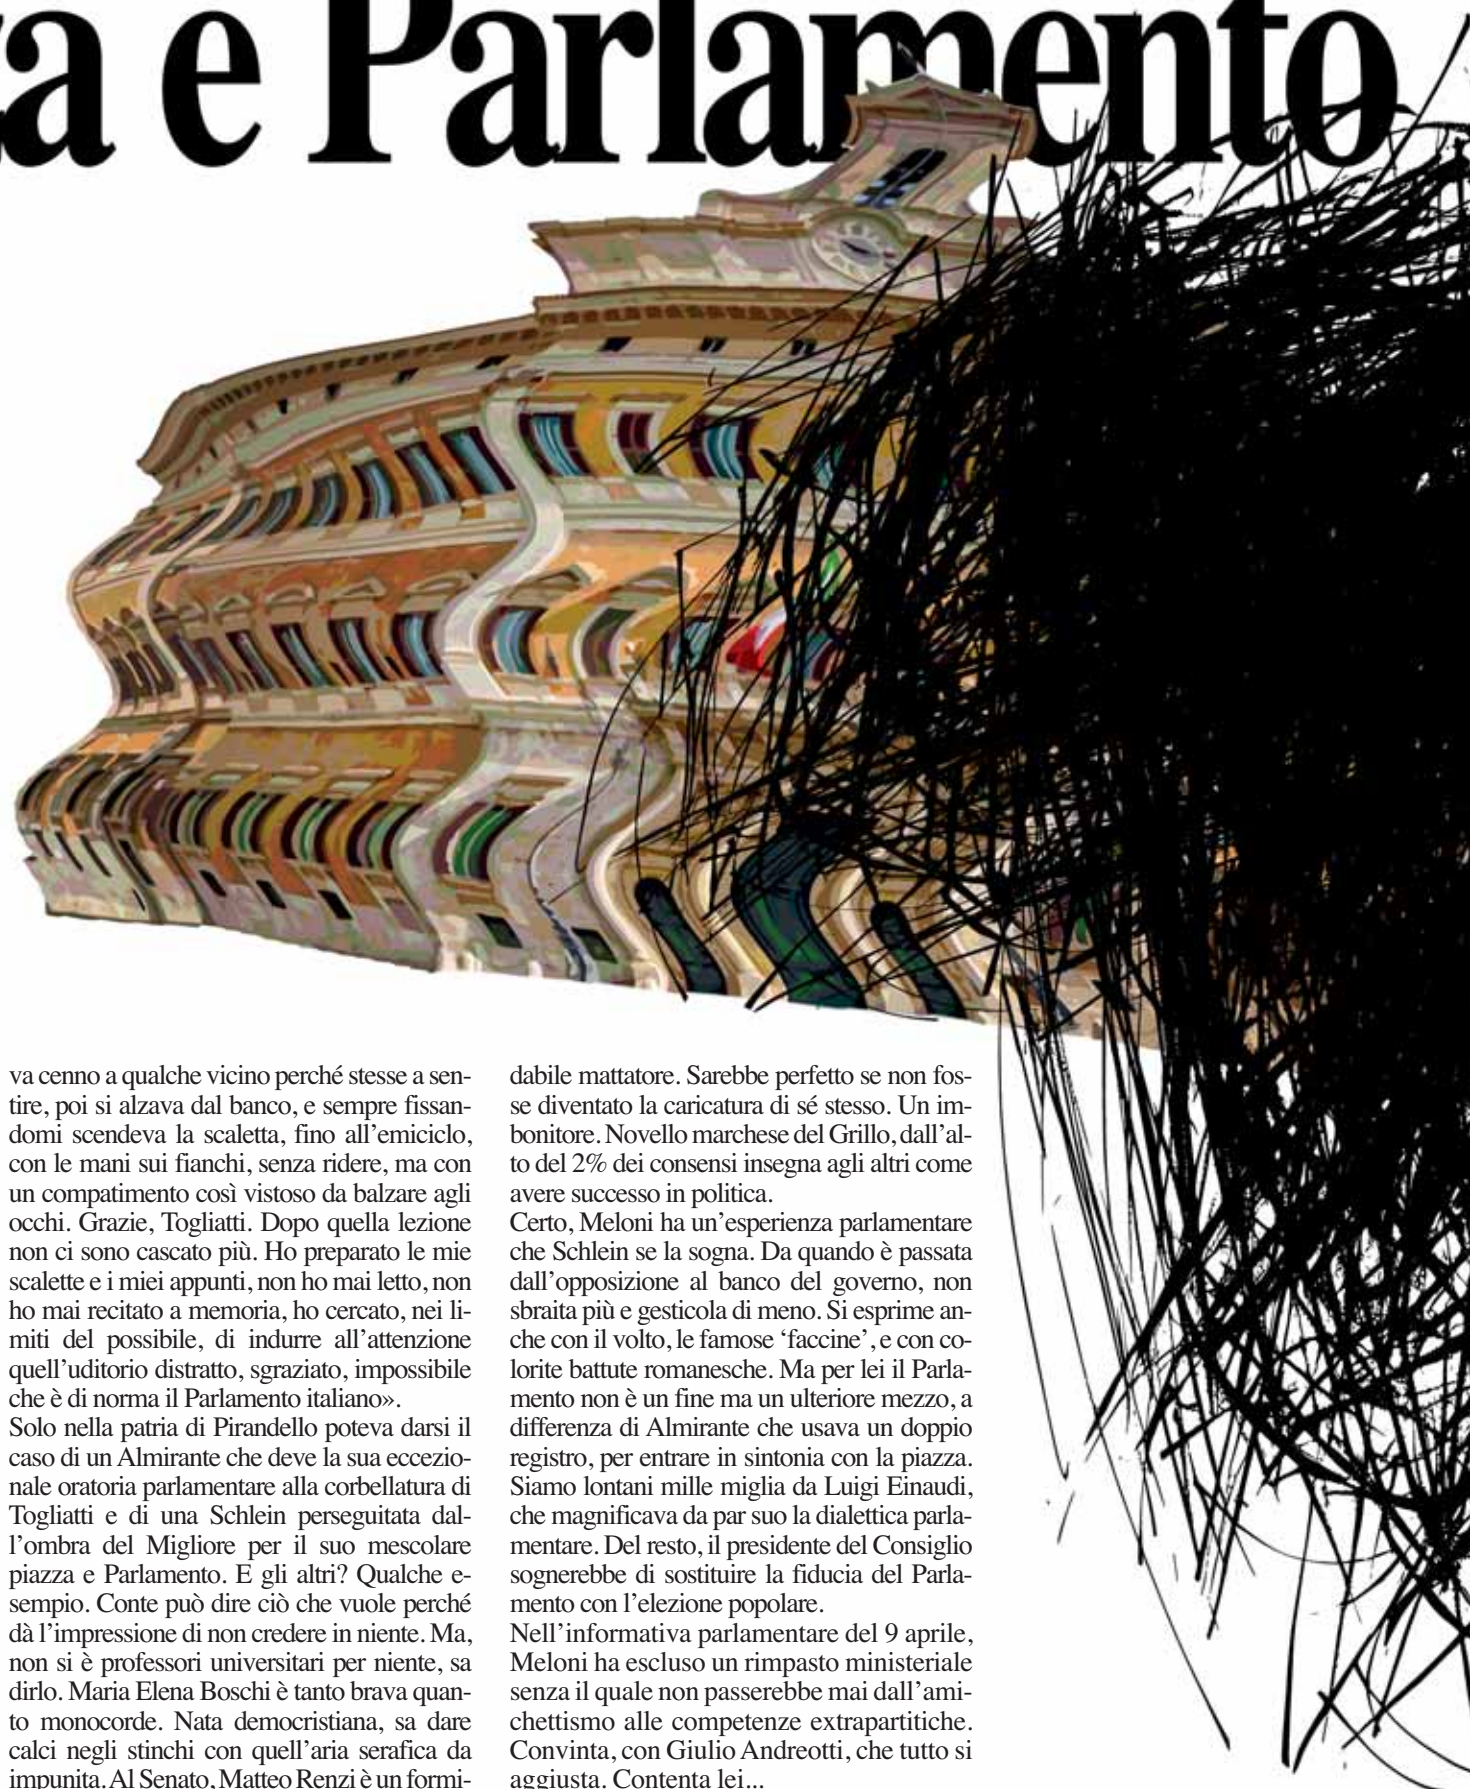 a e Parlamento
va cenno a qualche vicino perché stesse a sen-
tire, poi si alzava dal banco, e sempre fissan-
domi scendeva la scaletta, fino all'emiciclo,
con le mani sui fianchi, senza ridere, ma con
un compatimento così vistoso da balzare agli
occhi. Grazie, Togliatti. Dopo quella lezione
non ci sono cascato più. Ho preparato le mie
scalette e i miei appunti, non ho mai letto, non
ho mai recitato a memoria, ho cercato, nei li-
miti del possibile, di indurre all'attenzione
quell'uditorio distratto, sgraziato, impossibile
che è di norma il Parlamento italiano».
Solo nella patria di Pirandello poteva darsi il
caso di un Almirante che deve la sua eccezio-
nale oratoria parlamentare alla corbellatura di
Togliatti e di una Schlein perseguitata dal-
l'ombra del Migliore per il suo mescolare
piazza e Parlamento. E gli altri? Qualche e-
sempio. Conte può dire ciò che vuole perché
dà l'impressione di non credere in niente. Ma,
non si è professori universitari per niente, sa
dirlo. Maria Elena Boschi è tanto brava quan-
to monocorde. Nata democristiana, sa dare
calci negli stinchi con quell'aria serafica da
impunita. Al Senato, Matteo Renzi è un formi-
dabile mattatore. Sarebbe perfetto se non fos-
se diventato la caricatura di sé stesso. Un im-
bonitore. Novello marchese del Grillo, dall'al-
to del 2% dei consensi insegna agli altri come
avere successo in politica.
Certo, Meloni ha un'esperienza parlamentare
che Schlein se la sogna. Da quando è passata
dall'opposizione al banco del governo, non
sbraita più e gesticola di meno. Si esprime an-
che con il volto, le famose 'faccine', e con co-
lorite battute romanesche. Ma per lei il Parla-
mento non è un fine ma un ulteriore mezzo, a
differenza di Almirante che usava un doppio
registro, per entrare in sintonia con la piazza.
Siamo lontani mille miglia da Luigi Einaudi,
che magnificava da par suo la dialettica parla-
mentare. Del resto, il presidente del Consiglio
sognerebbe di sostituire la fiducia del Parla-
mento con l'elezione popolare.
Nell'informativa parlamentare del 9 aprile,
Meloni ha escluso un rimpasto ministeriale
senza il quale non passerebbe mai dall'ami-
chettismo alle competenze extrapartitiche.
Convinta, con Giulio Andreotti, che tutto si
aggiusta. Contenta lei...